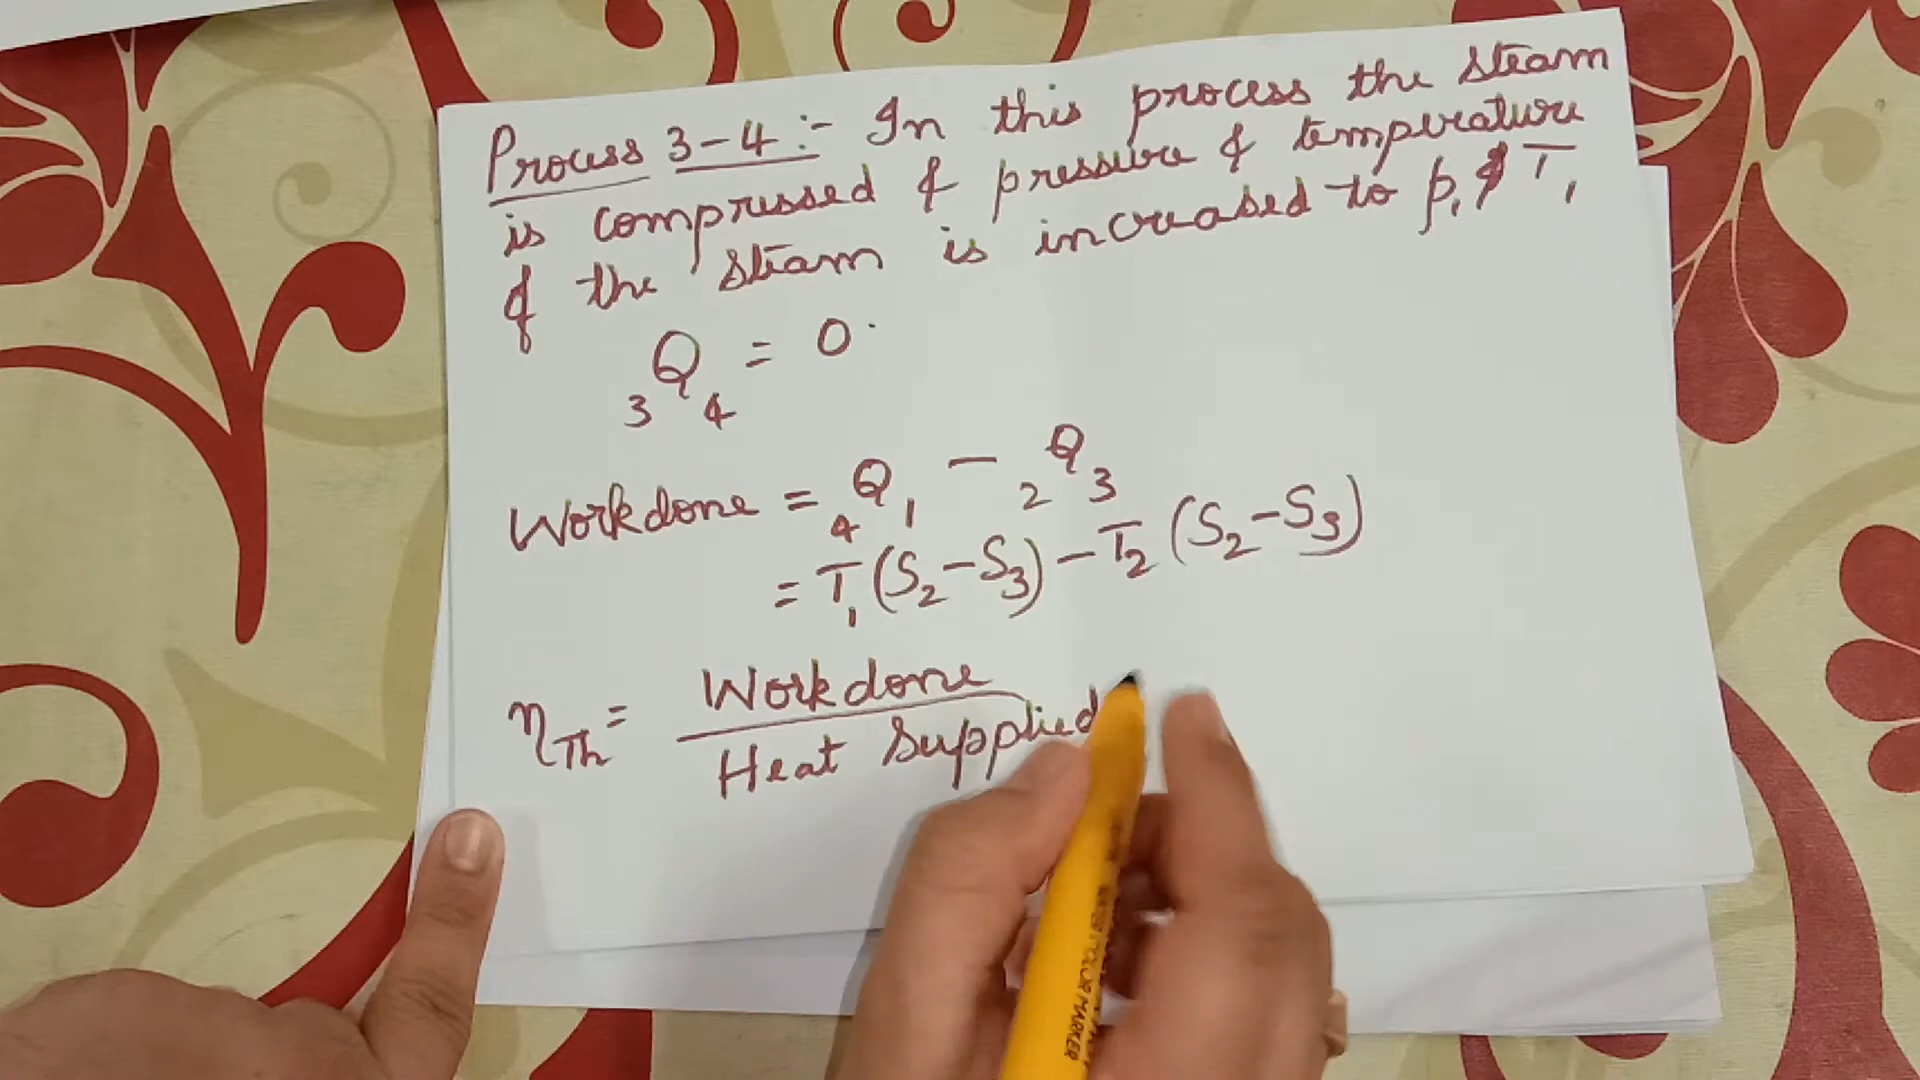 Process 3-4 :- In this process the steam
is compressed & pressure & temperature
of the steam is increased to p₁, T₁
₃Q₄ = 0.
Workdone = ₄Q₁ - ₂Q₃
= T₁(S₂-S₃) - T₂(S₂-S₃)
ηTh = Workdone
Heat Supplied